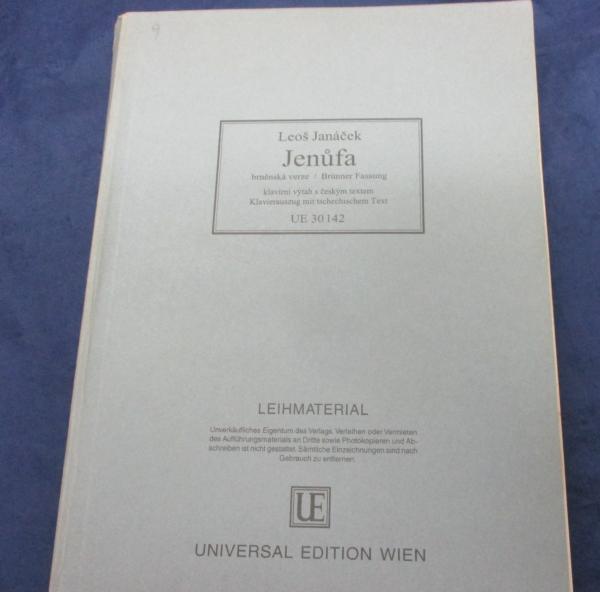 9
Leoš Janáček
Jenůfa
brněnská verze / Brünner Fassung
klavírní výtah s českým textem
Klavierauszug mit tschechischem Text
UE 30142
LEIHMATERIAL
Unverkäufliches Eigentum des Verlags. Verleihen oder Vermieten
des Aufführungsmaterials an Dritte sowie Photokopieren und Ab-
schreiben ist nicht gestattet. Sämtliche Einzeichnungen sind nach
Gebrauch zu entfernen.
UE
UNIVERSAL EDITION WIEN